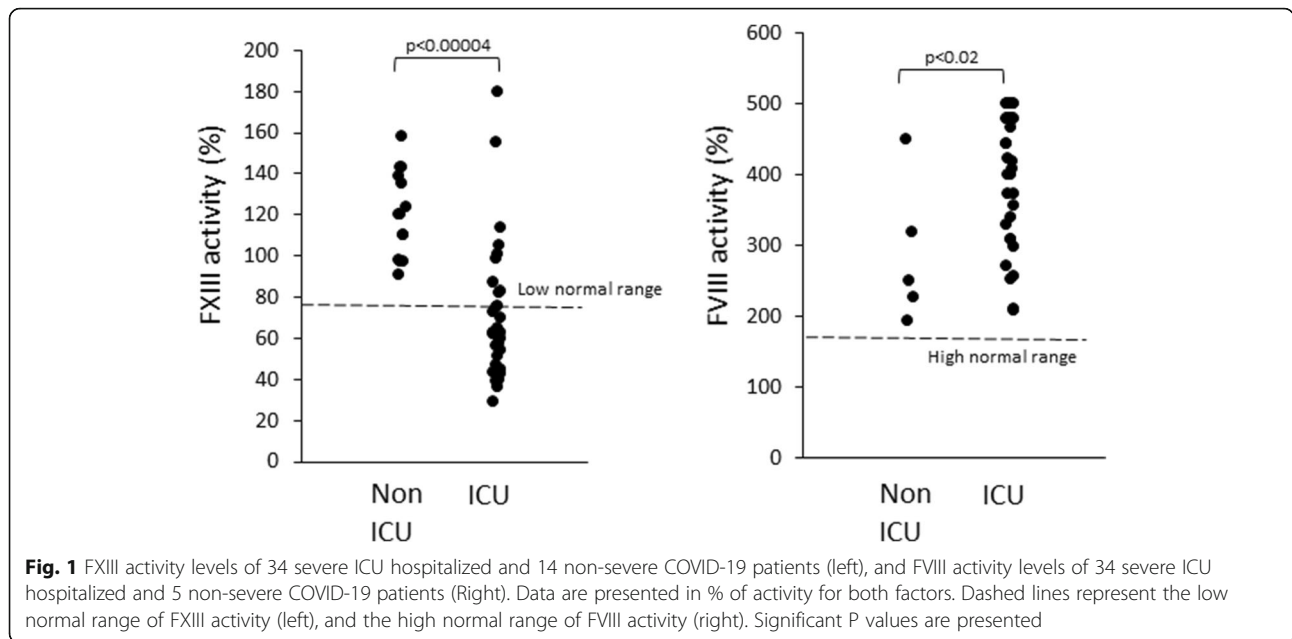 p<0.00004
FXIII activity (%)
200
180
160
140
120
100
80
60
40
20
0
Low normal range
Non
ICU
ICU
p<0.02
FVIII activity (%)
600
500
400
300
200
100
0
High normal range
Non
ICU
ICU
Fig. 1 FXIII activity levels of 34 severe ICU hospitalized and 14 non-severe COVID-19 patients (left), and FVIII activity levels of 34 severe ICU
hospitalized and 5 non-severe COVID-19 patients (Right). Data are presented in % of activity for both factors. Dashed lines represent the low
normal range of FXIII activity (left), and the high normal range of FVIII activity (right). Significant P values are presented